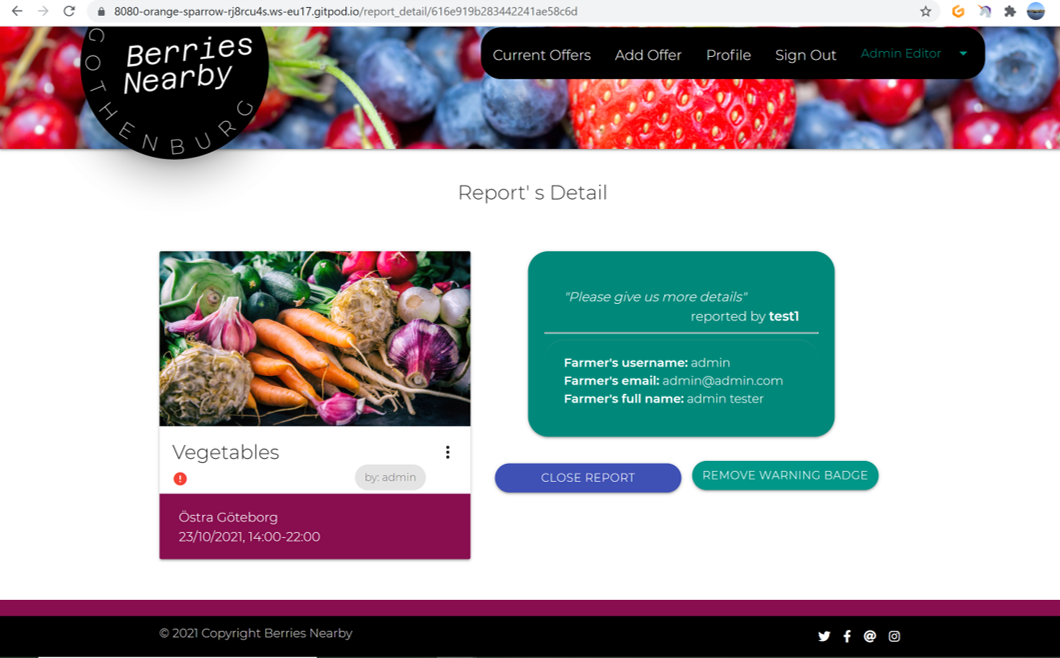 8080-orange-sparrow-rj8rcu4s.ws-eu17.gitpod.io/report_detail/616e919b283442241ae58c6d
Berries
Nearby
GOTHENBURG
Current Offers
Add Offer
Profile
Sign Out
Admin Editor
Report' s Detail
"Please give us more details"
reported by test1
Farmer's username: admin
Farmer's email: admin@admin.com
Farmer's full name: admin tester
Vegetables
by: admin
Östra Göteborg
23/10/2021, 14:00-22:00
CLOSE REPORT
REMOVE WARNING BADGE
© 2021 Copyright Berries Nearby